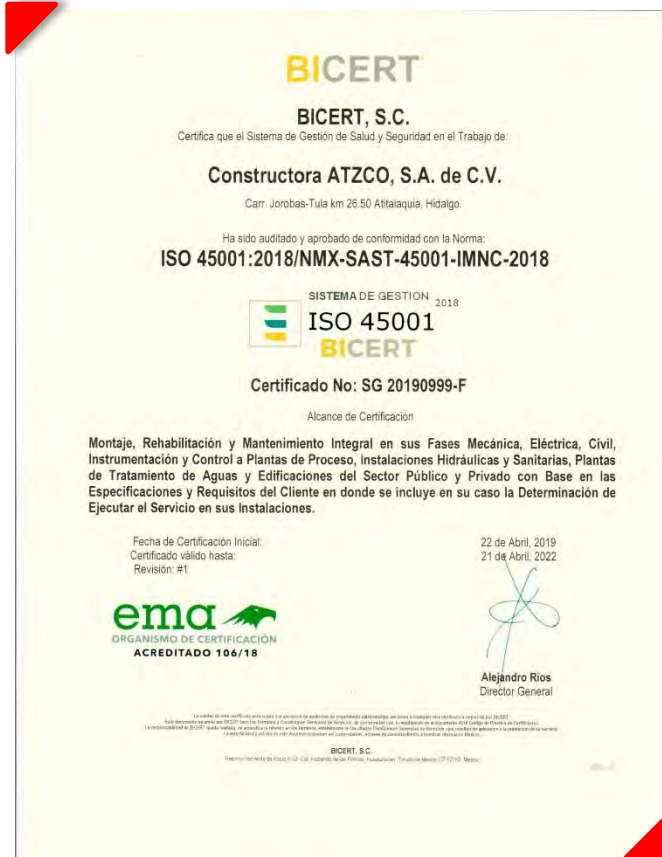 BICERT
BICERT, S.C.
Certifica que el Sistema de Gestión de Salud y Seguridad en el Trabajo de:
Constructora ATZCO, S.A. de C.V.
Carr. Jorobas-Tula km 26.50 Atitalaquia, Hidalgo.
Ha sido auditado y aprobado de conformidad con la Norma:
ISO 45001:2018/NMX-SAST-45001-IMNC-2018
SISTEMA DE GESTION 2018
ISO 45001
BICERT
Certificado No: SG 20190999-F
Alcance de Certificación
Montaje, Rehabilitación y Mantenimiento Integral en sus Fases Mecánica, Eléctrica, Civil,
Instrumentación y Control a Plantas de Proceso, Instalaciones Hidráulicas y Sanitarias, Plantas
de Tratamiento de Aguas y Edificaciones del Sector Público y Privado con Base en las
Especificaciones y Requisitos del Cliente en donde se incluye en su caso la Determinación de
Ejecutar el Servicio en sus Instalaciones.
Fecha de Certificación Inicial: 22 de Abril, 2019
Certificado válido hasta: 21 de Abril, 2022
Revisión: #1
ema
ORGANISMO DE CERTIFICACIÓN
ACREDITADO 106/18
Alejandro Rios
Director General
BICERT, S.C.